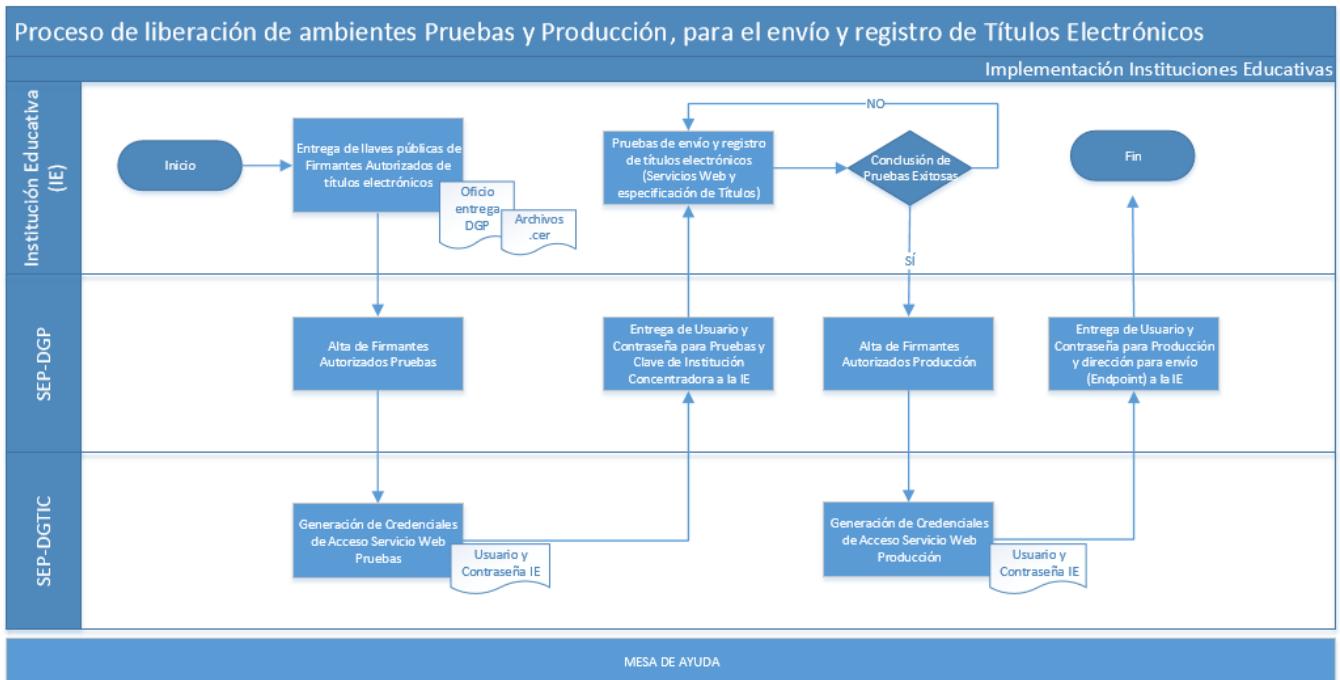 Proceso de liberación de ambientes Pruebas y Producción, para el envío y registro de Títulos Electrónicos
Implementación Instituciones Educativas
Institución Educativa
(IE)
Inicio
Entrega de llaves públicas de
Firmantes Autorizados de
títulos electrónicos
Oficio
entrega
DGP
Archivos
.cer
Pruebas de envío y registro
de títulos electrónicos
(Servicios Web y
especificación de Títulos)
NO
Conclusión de
Pruebas Exitosas
SÍ
Fin
SEP-DGP
Alta de Firmantes
Autorizados Pruebas
Entrega de Usuario y
Contraseña para Pruebas y
Clave de Institución
Concentradora a la IE
Alta de Firmantes
Autorizados Producción
Entrega de Usuario y
Contraseña para Producción
y dirección para envío
(Endpoint) a la IE
SEP-DGTIC
Generación de Credenciales
de Acceso Servicio Web
Pruebas
Usuario y
Contraseña IE
Generación de Credenciales
de Acceso Servicio Web
Producción
Usuario y
Contraseña IE
MESA DE AYUDA